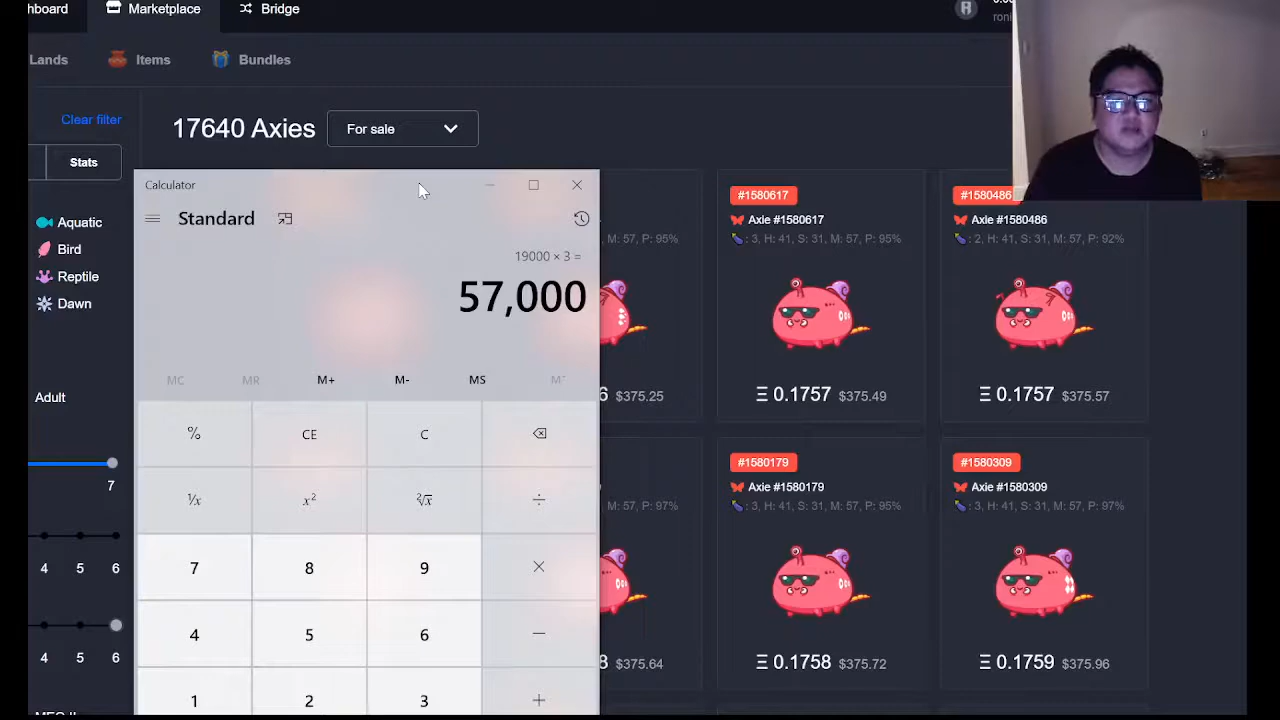 hboard
Marketplace
Bridge
roni
Lands
Items
Bundles
Clear filter
17640 Axies
For sale
Stats
Aquatic
Bird
Reptile
Dawn
Adult
7
4 5 6
4 5 6
Calculator
Standard
19000 × 3 =
57,000
MC MR M+ M- MS
% CE C
¹/x x² ²√x ÷
7 8 9 ×
4 5 6 −
1 2 3 +
M: 57, P: 95%
6 $375.25
#1580617
Axie #1580617
: 3, H: 41, S: 31, M: 57, P: 95%
Ξ 0.1757 $375.49
#1580486
Axie #1580486
: 2, H: 41, S: 31, M: 57, P: 92%
Ξ 0.1757 $375.57
M: 57, P: 97%
8 $375.64
#1580179
Axie #1580179
: 3, H: 41, S: 31, M: 57, P: 95%
Ξ 0.1758 $375.72
#1580309
Axie #1580309
: 3, H: 41, S: 31, M: 57, P: 97%
Ξ 0.1759 $375.96